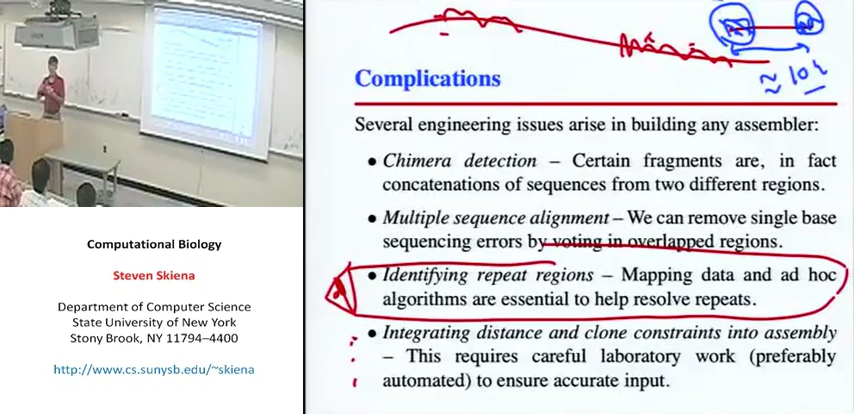 Computational Biology
Steven Skiena
Department of Computer Science
State University of New York
Stony Brook, NY 11794–4400
http://www.cs.sunysb.edu/~skiena
≈ 10k
Complications
Several engineering issues arise in building any assembler:
• Chimera detection – Certain fragments are, in fact
concatenations of sequences from two different regions.
• Multiple sequence alignment – We can remove single base
sequencing errors by voting in overlapped regions.
• Identifying repeat regions – Mapping data and ad hoc
algorithms are essential to help resolve repeats.
• Integrating distance and clone constraints into assembly
– This requires careful laboratory work (preferably
automated) to ensure accurate input.